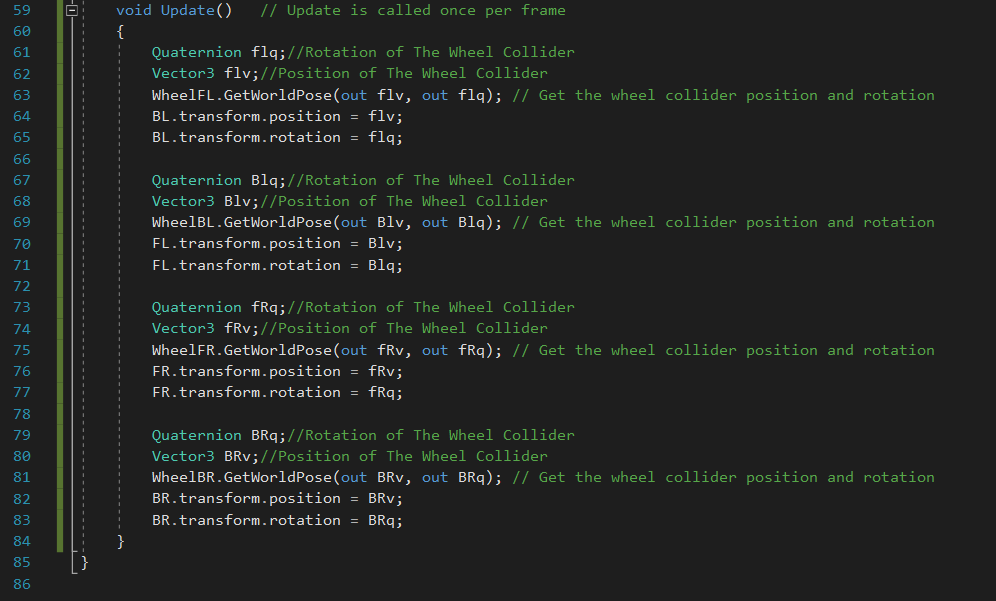 59 void Update() // Update is called once per frame
60 {
61 Quaternion flq;//Rotation of The Wheel Collider
62 Vector3 flv;//Position of The Wheel Collider
63 WheelFL.GetWorldPose(out flv, out flq); // Get the wheel collider position and rotation
64 BL.transform.position = flv;
65 BL.transform.rotation = flq;
66
67 Quaternion Blq;//Rotation of The Wheel Collider
68 Vector3 Blv;//Position of The Wheel Collider
69 WheelBL.GetWorldPose(out Blv, out Blq); // Get the wheel collider position and rotation
70 FL.transform.position = Blv;
71 FL.transform.rotation = Blq;
72
73 Quaternion fRq;//Rotation of The Wheel Collider
74 Vector3 fRv;//Position of The Wheel Collider
75 WheelFR.GetWorldPose(out fRv, out fRq); // Get the wheel collider position and rotation
76 FR.transform.position = fRv;
77 FR.transform.rotation = fRq;
78
79 Quaternion BRq;//Rotation of The Wheel Collider
80 Vector3 BRv;//Position of The Wheel Collider
81 WheelBR.GetWorldPose(out BRv, out BRq); // Get the wheel collider position and rotation
82 BR.transform.position = BRv;
83 BR.transform.rotation = BRq;
84 }
85 }
86